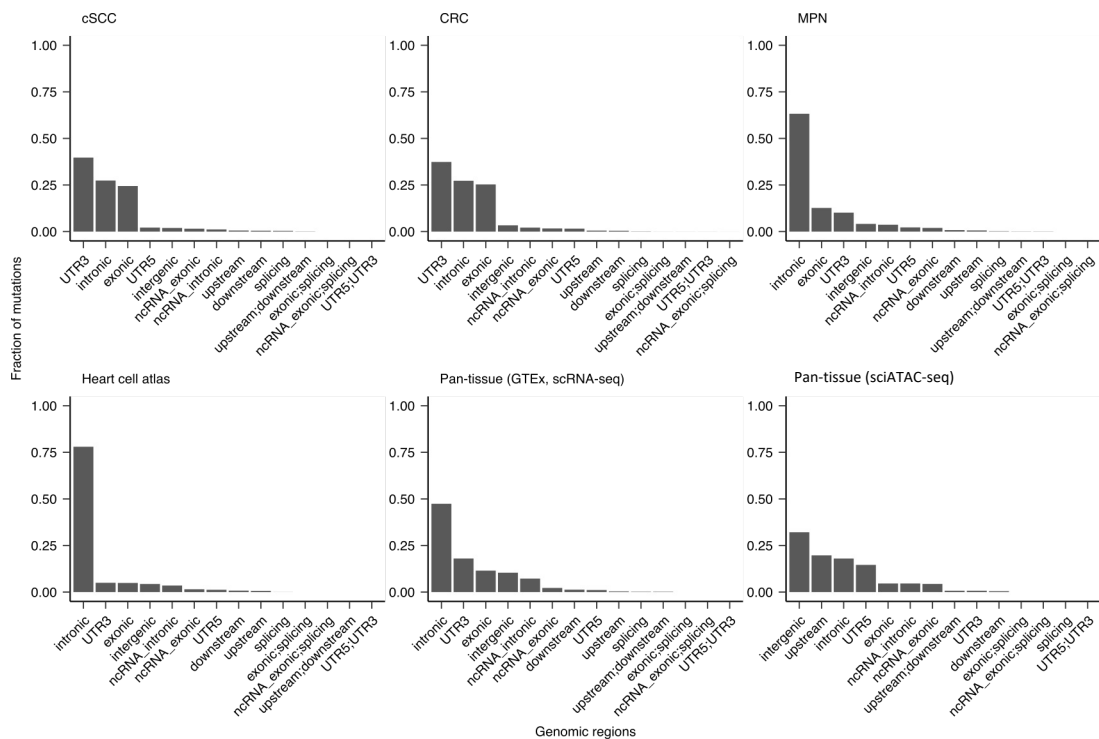 cSCC
CRC
MPN
Fraction of mutations
1.00
0.75
0.50
0.25
0.00
1.00
0.75
0.50
0.25
0.00
1.00
0.75
0.50
0.25
0.00
UTR3
intronic
exonic
UTR5
intergenic
ncRNA_exonic
ncRNA_intronic
upstream
downstream
splicing
upstream;downstream
exonic;splicing
ncRNA_exonic;splicing
UTR5;UTR3
UTR3
intronic
exonic
intergenic
ncRNA_intronic
ncRNA_exonic
UTR5
upstream
downstream
splicing
exonic;splicing
upstream;downstream
UTR5;UTR3
ncRNA_exonic;splicing
intronic
exonic
UTR3
intergenic
ncRNA_intronic
UTR5
ncRNA_exonic
downstream
upstream
splicing
upstream;downstream
UTR5;UTR3
exonic;splicing
ncRNA_exonic;splicing
Heart cell atlas
Pan-tissue (GTEx, scRNA-seq)
Pan-tissue (sciATAC-seq)
1.00
0.75
0.50
0.25
0.00
1.00
0.75
0.50
0.25
0.00
1.00
0.75
0.50
0.25
0.00
intronic
UTR3
exonic
intergenic
ncRNA_intronic
ncRNA_exonic
UTR5
downstream
upstream
splicing
exonic;splicing
ncRNA_exonic;splicing
upstream;downstream
UTR5;UTR3
intronic
UTR3
exonic
intergenic
ncRNA_intronic
ncRNA_exonic
downstream
UTR5
upstream
splicing
upstream;downstream
exonic;splicing
ncRNA_exonic;splicing
UTR5;UTR3
intergenic
upstream
intronic
UTR5
exonic
ncRNA_intronic
ncRNA_exonic
upstream;downstream
UTR3
downstream
exonic;splicing
ncRNA_exonic;splicing
splicing
UTR5;UTR3
Genomic regions